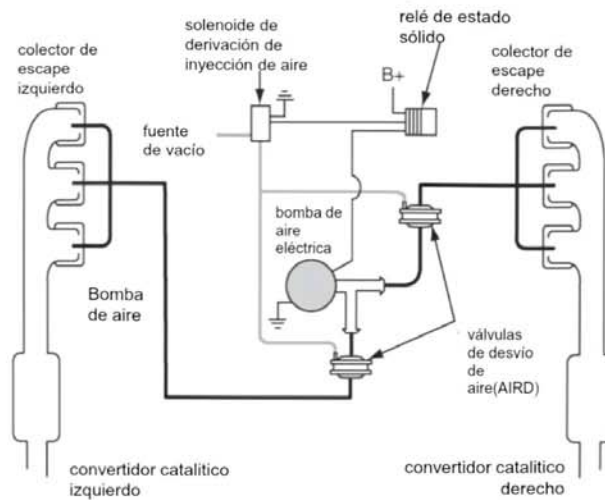 solenoide de
derivación de
inyección de aire
relé de estado
sólido
colector de
escape
izquierdo
colector de
escape
derecho
B+
fuente
de vacío
bomba de
aire
eléctrica
Bomba
de aire
válvulas
de desvío
de
aire(AIRD)
convertidor catalitico
izquierdo
convertidor catalitico
derecho